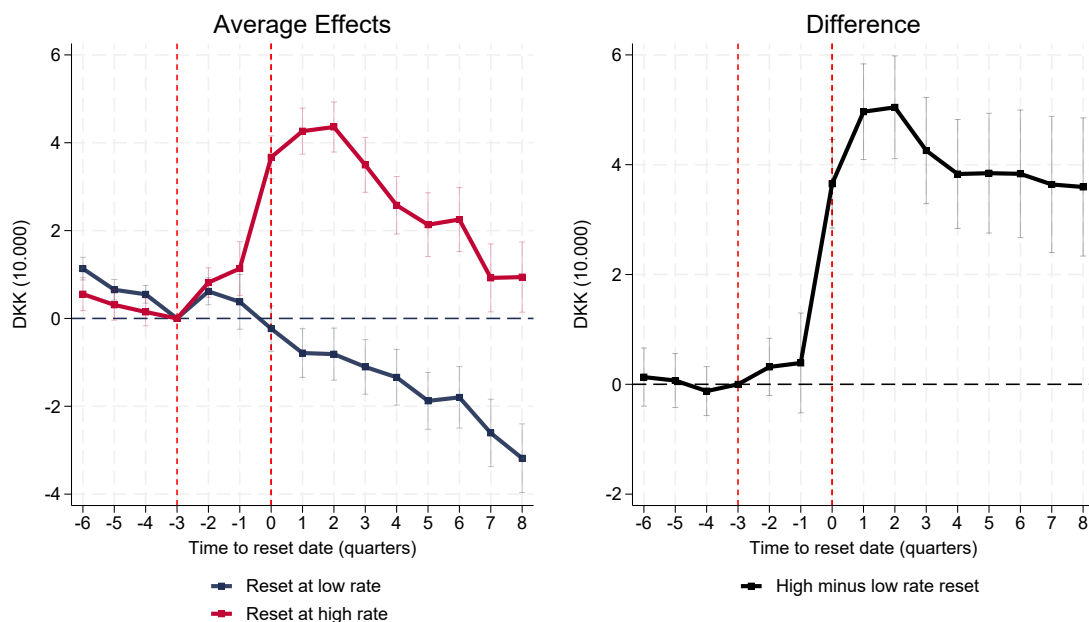 Average Effects
DKK (10.000)
6
4
2
0
-2
-4
-6 -5 -4 -3 -2 -1 0 1 2 3 4 5 6 7 8
Time to reset date (quarters)
Reset at low rate
Reset at high rate
Difference
DKK (10.000)
6
4
2
0
-2
-6 -5 -4 -3 -2 -1 0 1 2 3 4 5 6 7 8
Time to reset date (quarters)
High minus low rate reset